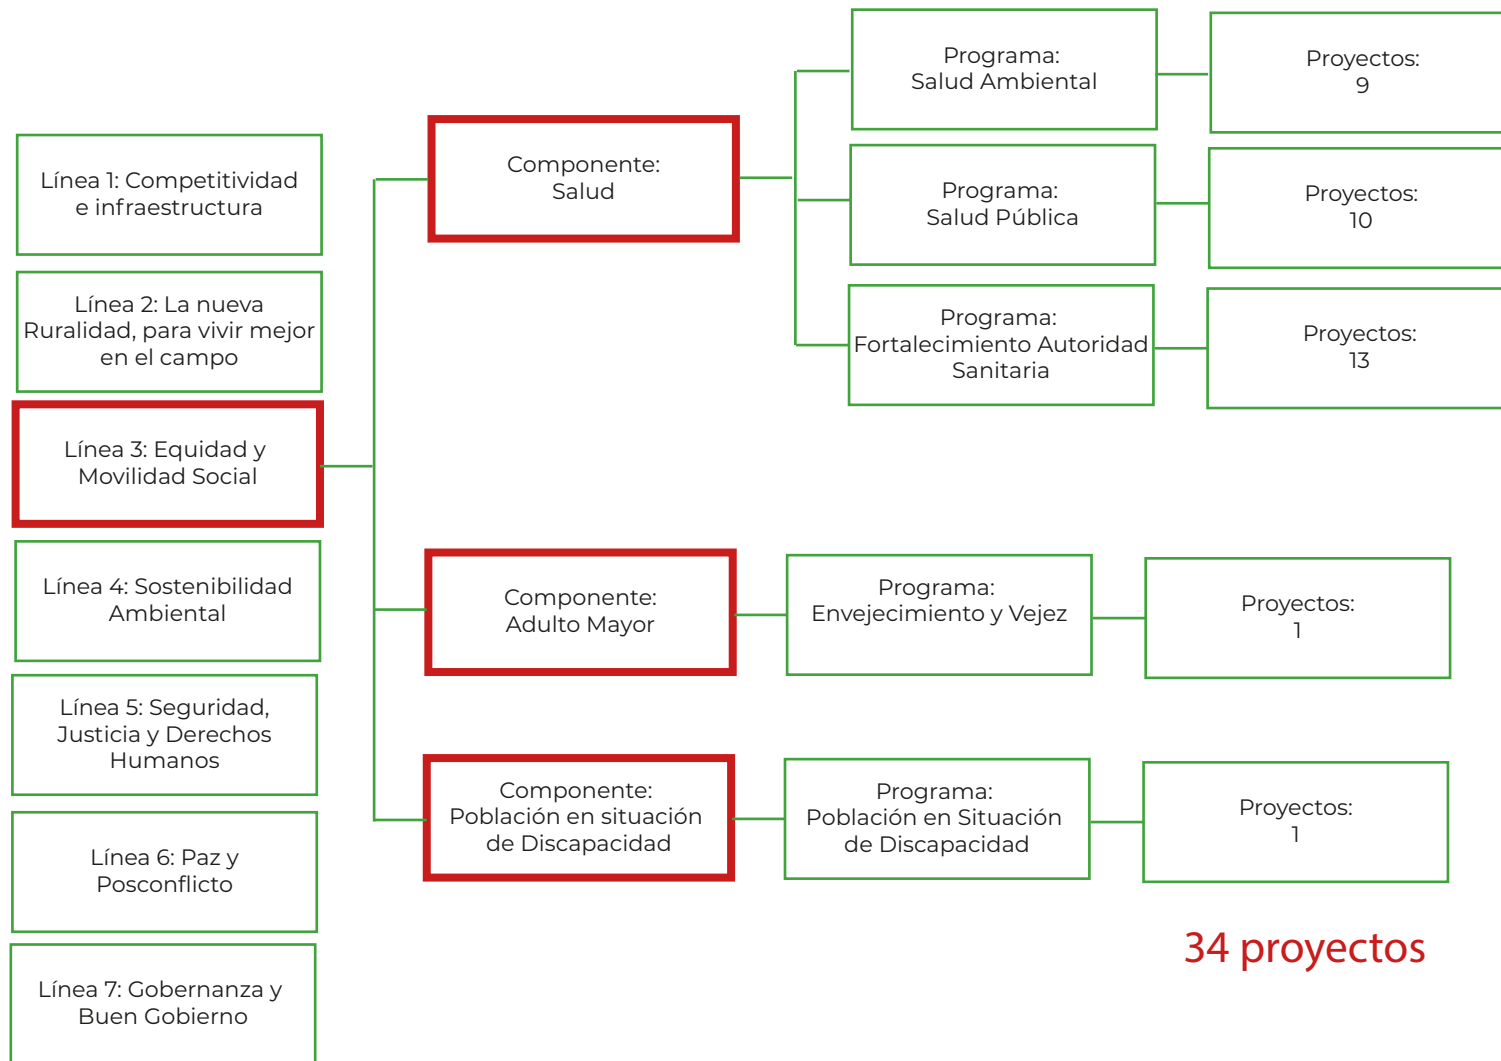 Línea 1: Competitividad
e infraestructura
Línea 2: La nueva
Ruralidad, para vivir mejor
en el campo
Línea 3: Equidad y
Movilidad Social
Línea 4: Sostenibilidad
Ambiental
Línea 5: Seguridad,
Justicia y Derechos
Humanos
Línea 6: Paz y
Posconflicto
Línea 7: Gobernanza y
Buen Gobierno
Componente:
Salud
Programa:
Salud Ambiental
Proyectos:
9
Programa:
Salud Pública
Proyectos:
10
Programa:
Fortalecimiento Autoridad
Sanitaria
Proyectos:
13
Componente:
Adulto Mayor
Programa:
Envejecimiento y Vejez
Proyectos:
1
Componente:
Población en situación
de Discapacidad
Programa:
Población en Situación
de Discapacidad
Proyectos:
1
34 proyectos